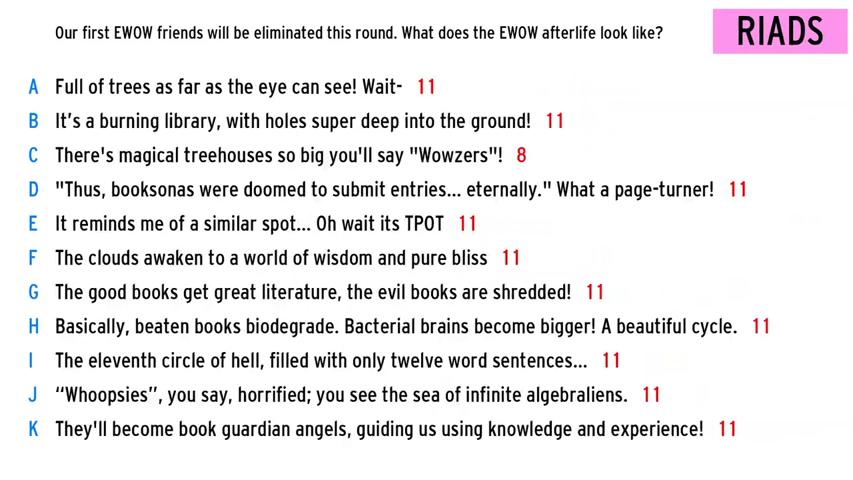 Our first EWOW friends will be eliminated this round. What does the EWOW afterlife look like?
RIADS
A Full of trees as far as the eye can see! Wait- 11
B It's a burning library, with holes super deep into the ground! 11
C There's magical treehouses so big you'll say "Wowzers"! 8
D "Thus, booksonas were doomed to submit entries... eternally." What a page-turner! 11
E It reminds me of a similar spot... Oh wait its TPOT 11
F The clouds awaken to a world of wisdom and pure bliss 11
G The good books get great literature, the evil books are shredded! 11
H Basically, beaten books biodegrade. Bacterial brains become bigger! A beautiful cycle. 11
I The eleventh circle of hell, filled with only twelve word sentences... 11
J “Whoopsies”, you say, horrified; you see the sea of infinite algebraliens. 11
K They'll become book guardian angels, guiding us using knowledge and experience! 11